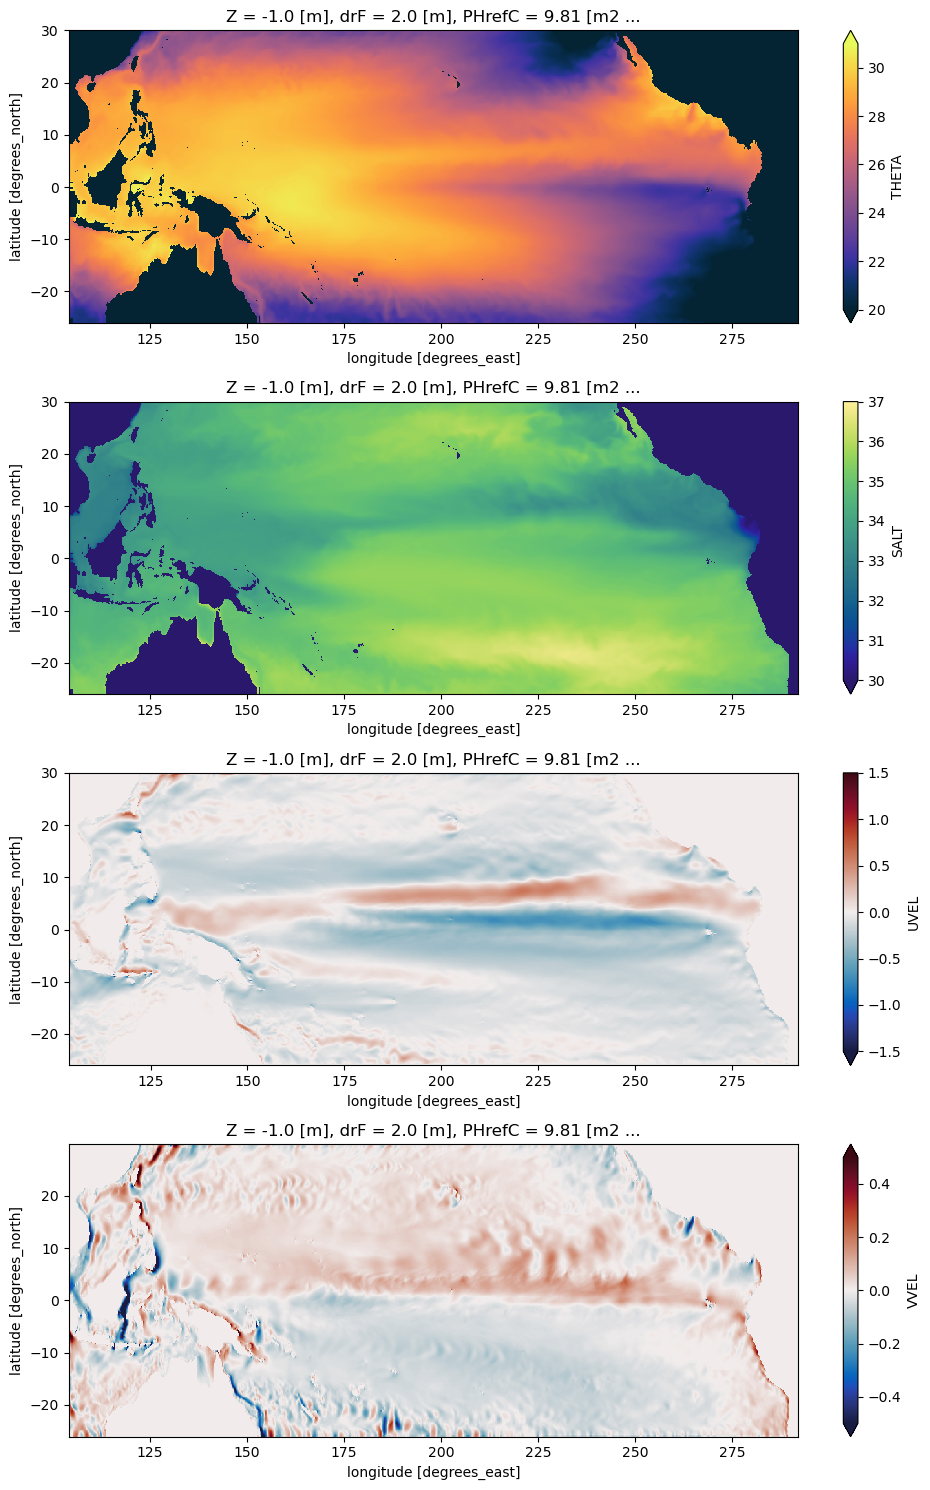 Z = -1.0 [m], drF = 2.0 [m], PHrefC = 9.81 [m2 ...
30
20
10
0
−10
−20
latitude [degrees_north]
125 150 175 200 225 250 275
longitude [degrees_east]
30
28
26
24
22
20
THETA
Z = -1.0 [m], drF = 2.0 [m], PHrefC = 9.81 [m2 ...
30
20
10
0
−10
−20
latitude [degrees_north]
125 150 175 200 225 250 275
longitude [degrees_east]
37
36
35
34
33
32
31
30
SALT
Z = -1.0 [m], drF = 2.0 [m], PHrefC = 9.81 [m2 ...
30
20
10
0
−10
−20
latitude [degrees_north]
125 150 175 200 225 250 275
longitude [degrees_east]
1.5
1.0
0.5
0.0
−0.5
−1.0
−1.5
UVEL
Z = -1.0 [m], drF = 2.0 [m], PHrefC = 9.81 [m2 ...
20
10
0
−10
−20
latitude [degrees_north]
125 150 175 200 225 250 275
longitude [degrees_east]
0.4
0.2
0.0
−0.2
−0.4
VVEL